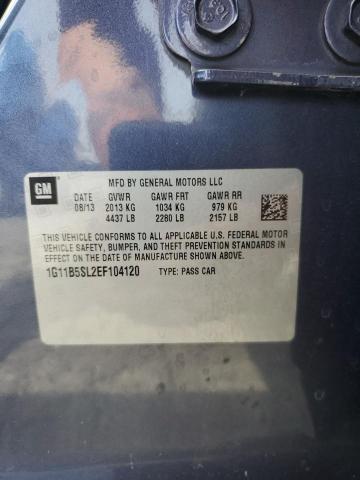 GM
MFD BY GENERAL MOTORS LLC
DATE GVWR GAWR FRT GAWR RR
08/13 2013 KG 1034 KG 979 KG
4437 LB 2280 LB 2157 LB
THIS VEHICLE CONFORMS TO ALL APPLICABLE U.S. FEDERAL MOTOR
VEHICLE SAFETY, BUMPER, AND THEFT PREVENTION STANDARDS IN
EFFECT ON THE DATE OF MANUFACTURE SHOWN ABOVE.
1G11B5SL2EF104120 TYPE: PASS CAR